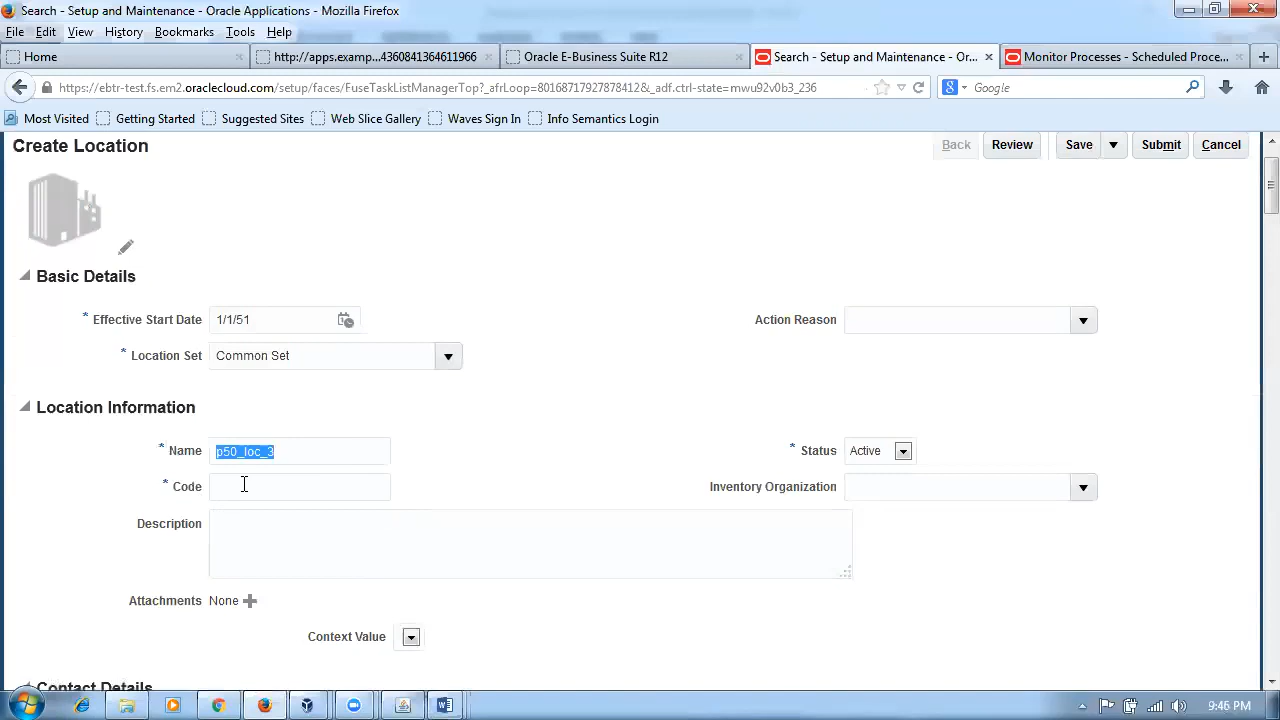 Search - Setup and Maintenance - Oracle Applications - Mozilla Firefox
File Edit View History Bookmarks Tools Help
Home
http://apps.examp...4360841364611966
Oracle E-Business Suite R12
Search - Setup and Maintenance - Or...
Monitor Processes - Scheduled Proce...
https://ebtr-test.fs.em2.oraclecloud.com/setup/faces/FuseTaskListManagerTop?_afrLoop=80168717927878412&_adf.ctrl-state=mwu92v0b3_236
Google
Most Visited Getting Started Suggested Sites Web Slice Gallery Waves Sign In Info Semantics Location
Create Location
Back Review Save Submit Cancel
Basic Details
* Effective Start Date 1/1/51
Action Reason
* Location Set Common Set
Location Information
* Name p50_loc_3
* Status Active
* Code
Inventory Organization
Description
Attachments None
Context Value
Contact Details
9:46 PM